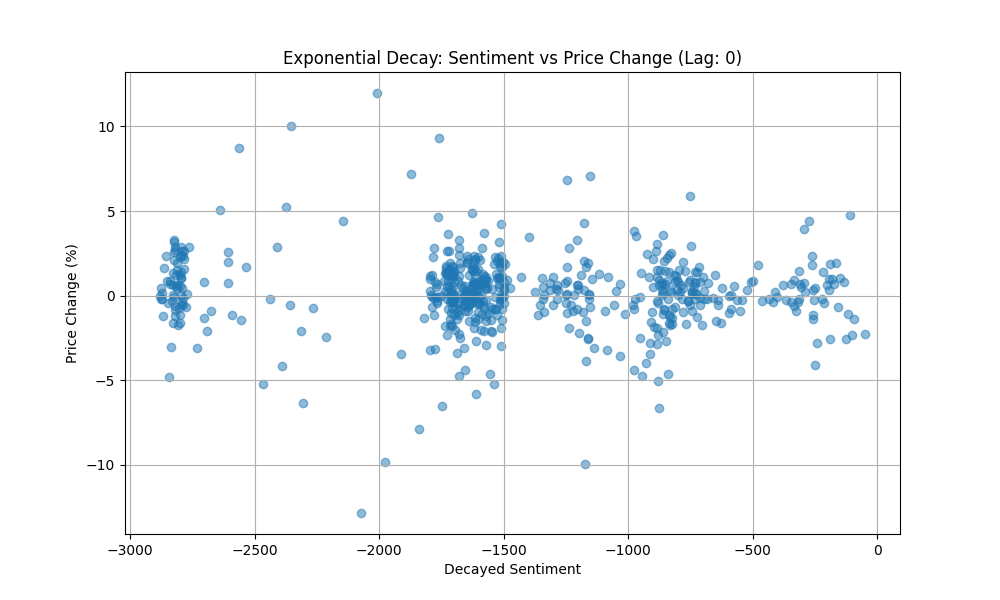 Exponential Decay: Sentiment vs Price Change (Lag: 0)
10
5
0
−5
−10
Price Change (%)
−3000 −2500 −2000 −1500 −1000 −500 0
Decayed Sentiment